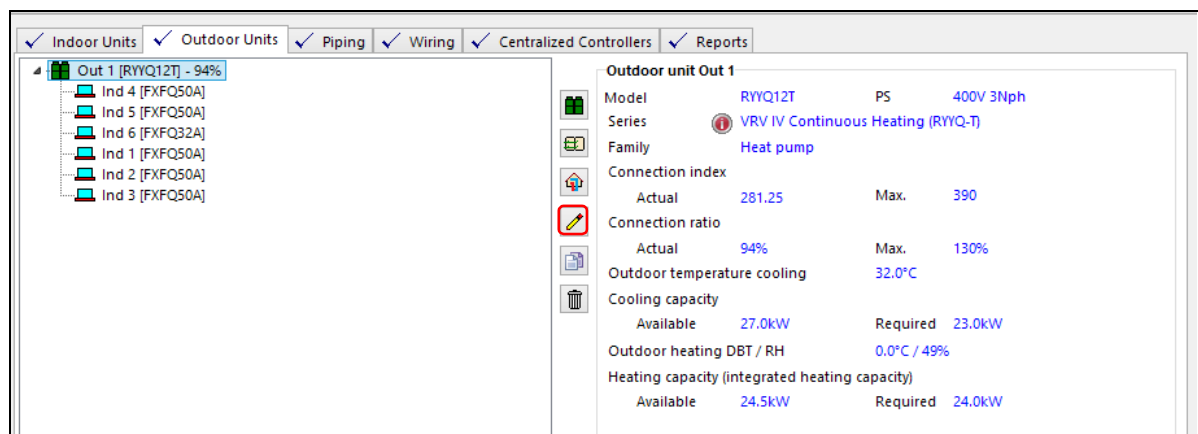 Indoor Units Outdoor Units Piping Wiring Centralized Controllers Reports
Out 1 [RYYQ12T] - 94%
Ind 4 [FXFQ50A]
Ind 5 [FXFQ50A]
Ind 6 [FXFQ32A]
Ind 1 [FXFQ50A]
Ind 2 [FXFQ50A]
Ind 3 [FXFQ50A]
Outdoor unit Out 1
Model RYYQ12T PS 400V 3Nph
Series VRV IV Continuous Heating (RYYQ-T)
Family Heat pump
Connection index
Actual 281.25 Max. 390
Connection ratio
Actual 94% Max. 130%
Outdoor temperature cooling 32.0°C
Cooling capacity
Available 27.0kW Required 23.0kW
Outdoor heating DBT / RH 0.0°C / 49%
Heating capacity (integrated heating capacity)
Available 24.5kW Required 24.0kW